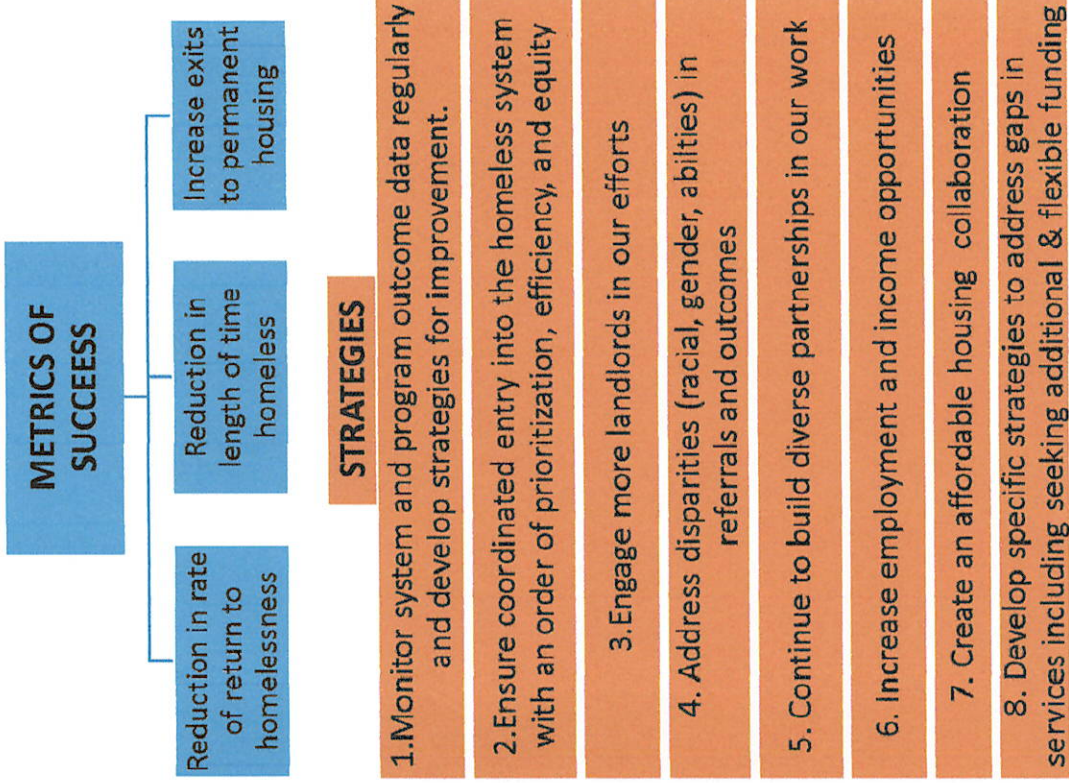 METRICS OF
SUCCEESS
Reduction in rate
of return to
homelessness
Reduction in
length of time
homeless
Increase exits
to permanent
housing
STRATEGIES
1.Monitor system and program outcome data regularly
and develop strategies for improvement.
2.Ensure coordinated entry into the homeless system
with an order of prioritization, efficiency, and equity
3.Engage more landlords in our efforts
4. Address disparities (racial, gender, abilties) in
referrals and outcomes
5. Continue to build diverse partnerships in our work
6. Increase employment and income opportunities
7. Create an affordable housing collaboration
8. Develop specific strategies to address gaps in
services including seeking additional & flexible funding